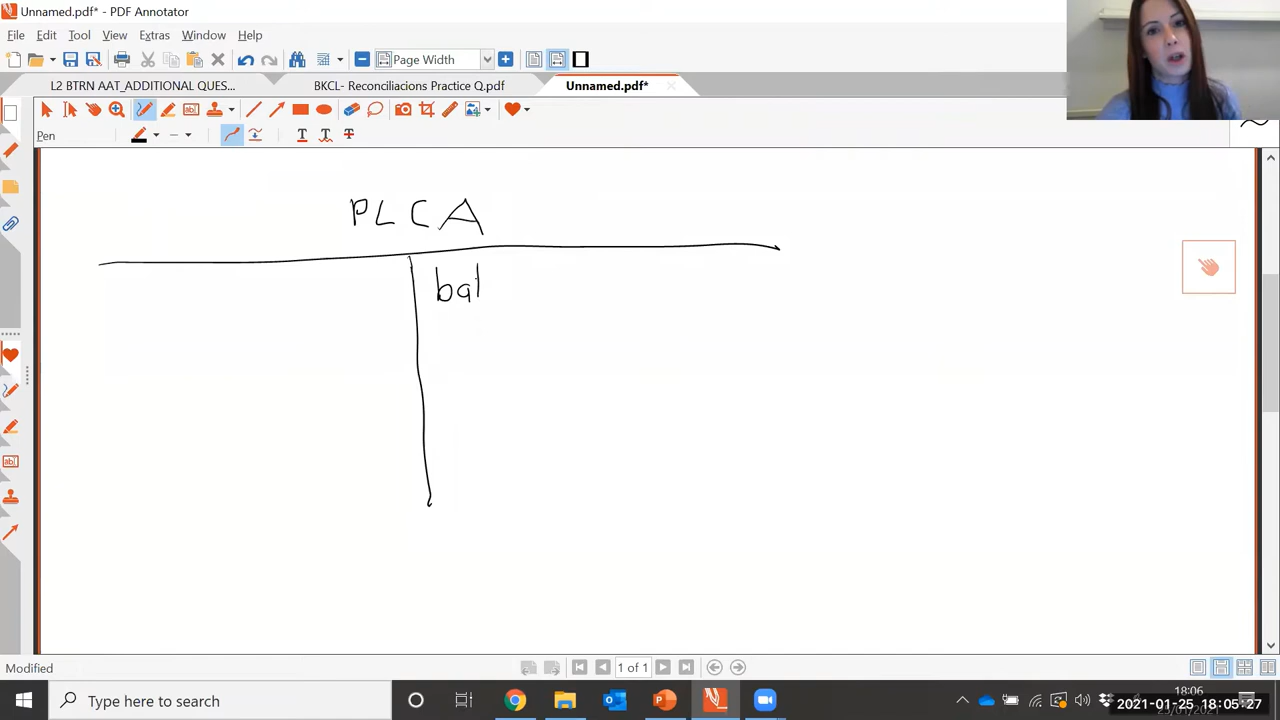 Unnamed.pdf* - PDF Annotator
File Edit Tool View Extras Window Help
Page Width
L2 BTRN AAT_ADDITIONAL QUES... BKCL- Reconciliacions Practice Q.pdf Unnamed.pdf*
Pen
PLCA
bal
1 of 1
Modified
Type here to search
18:06
2021-01-25 18:05:27